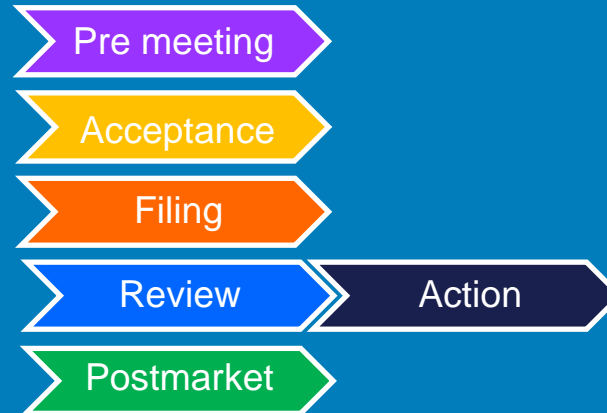 Pre meeting
Acceptance
Filing
Review
Action
Postmarket